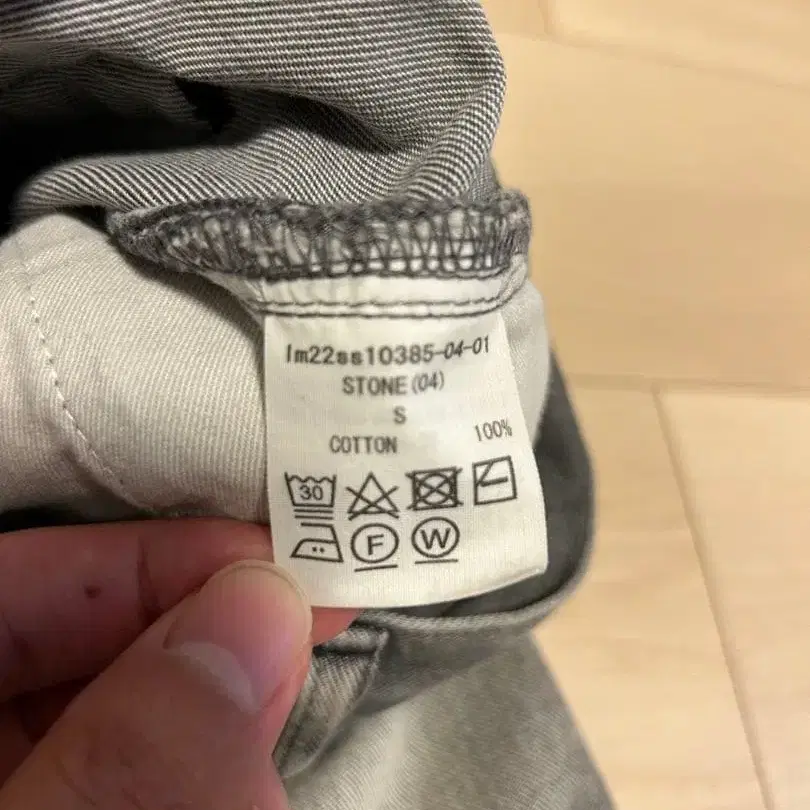 lm22ss10385-04-01
STONE(04)
S
COTTON 100%
30
F W